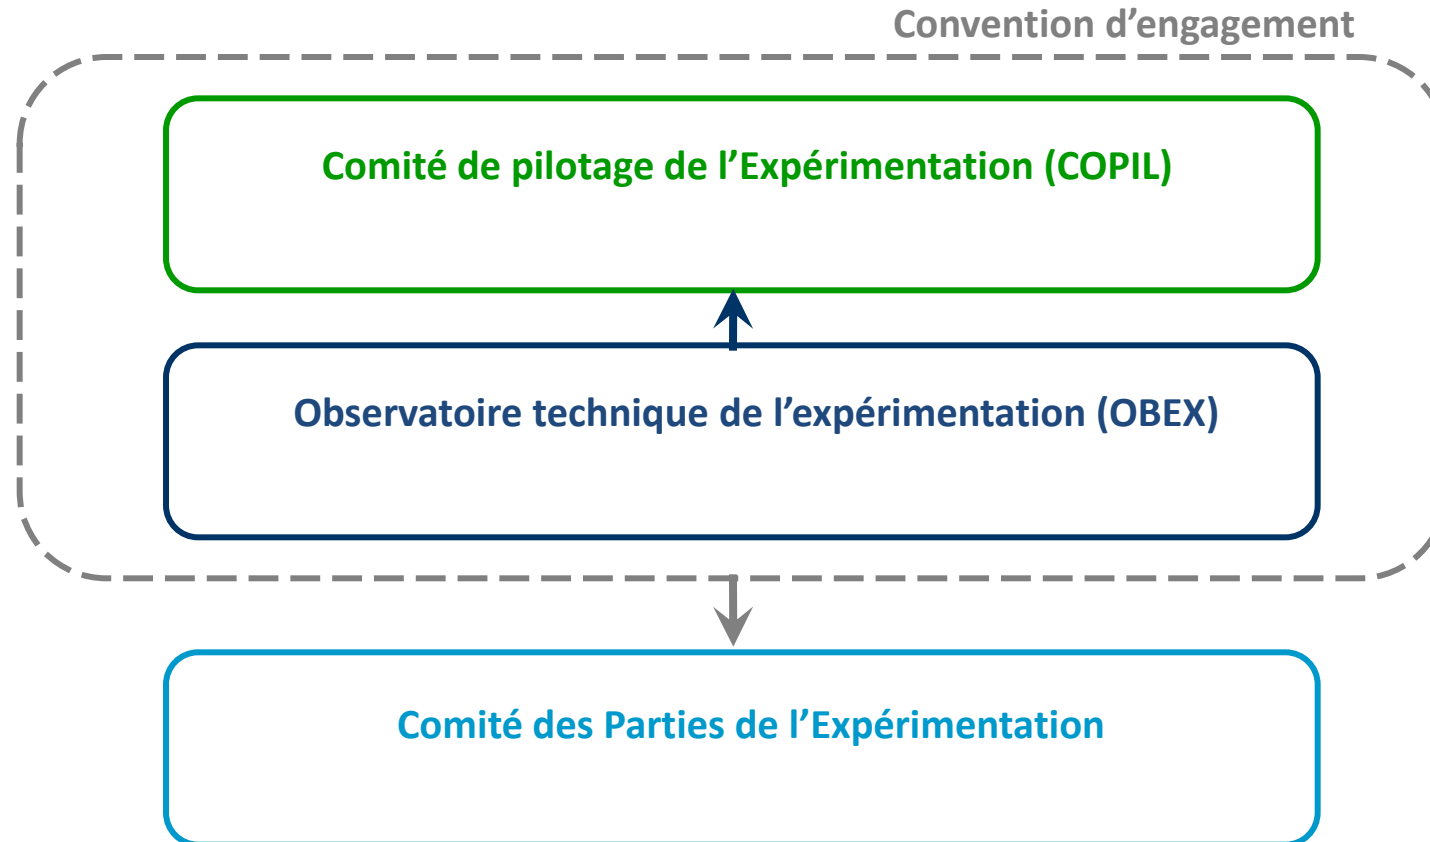 Convention d’engagement
Comité de pilotage de l’Expérimentation (COPIL)
Observatoire technique de l’expérimentation (OBEX)
Comité des Parties de l’Expérimentation